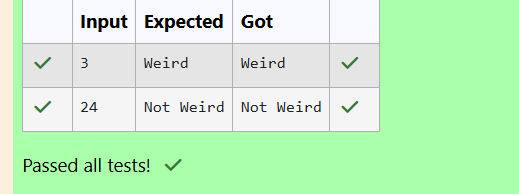 Input Expected Got
3 Weird Weird
24 Not Weird Not Weird
Passed all tests!